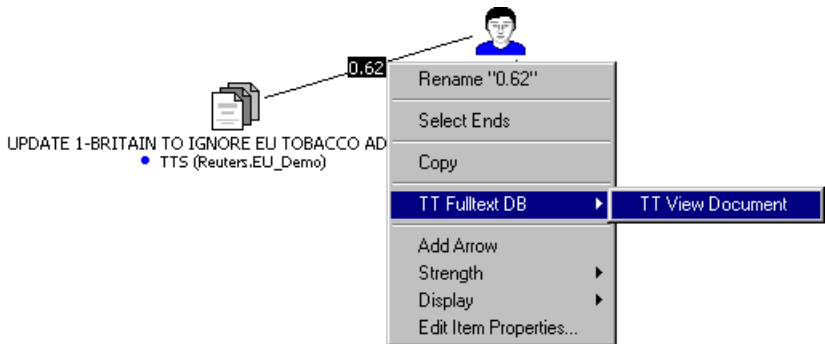 0.62
Rename "0.62"
Select Ends
UPDATE 1-BRITAIN TO IGNORE EU TOBACCO AD
TTS (Reuters.EU_Demo)
Copy
TT Fulltext DB
TT View Document
Add Arrow
Strength
Display
Edit Item Properties...